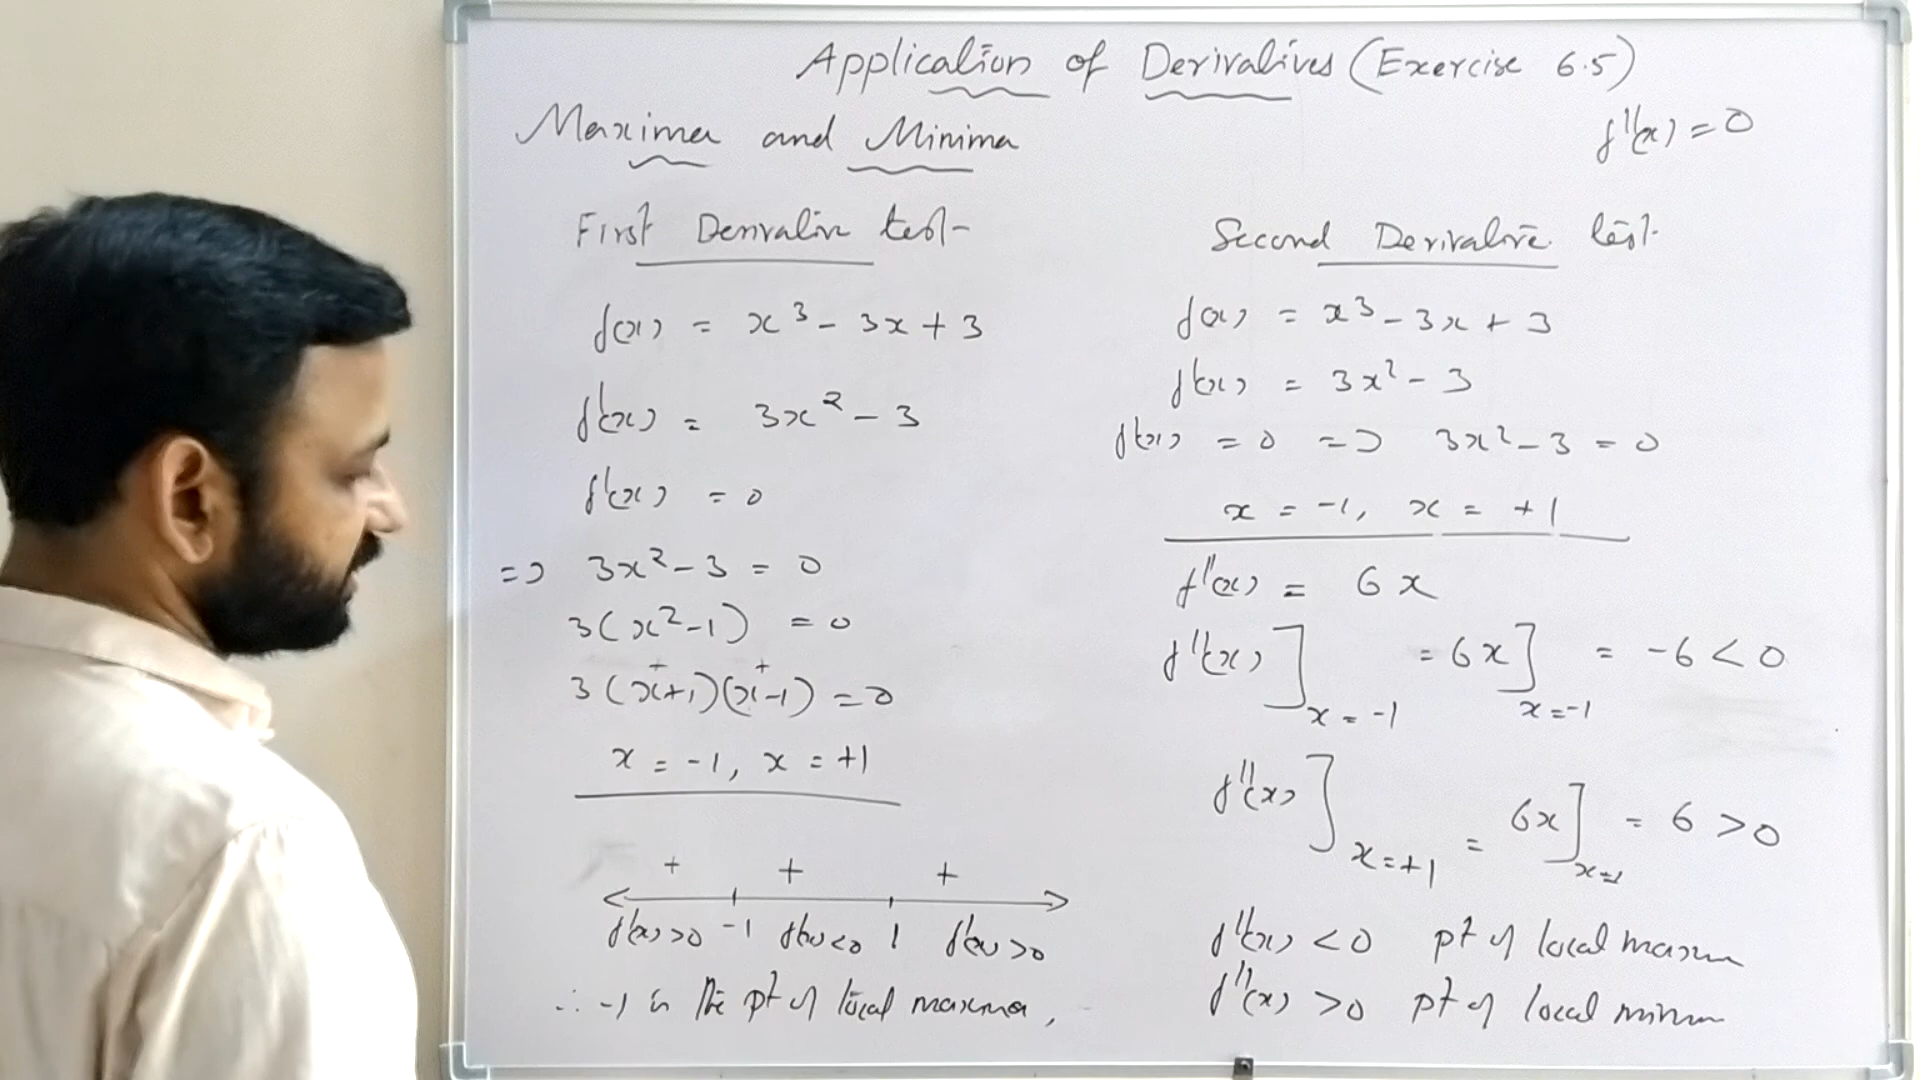 Application of Derivatives (Exercise 6.5)
Maxima and Minima
f''(x) = 0
First Derivative test
f(x) = x³ - 3x + 3
f'(x) = 3x² - 3
f'(x) = 0
=> 3x² - 3 = 0
3(x² - 1) = 0
+ +
3(x+1)(x-1) = 0
x = -1, x = +1
+ + +
f'(x) > 0 -1 f'(x) < 0 1 f'(x) > 0
∴ -1 is the pt of local maxima,
Second Derivative test.
f(x) = x³ - 3x + 3
f'(x) = 3x² - 3
f'(x) = 0 => 3x² - 3 = 0
x = -1, x = +1
f''(x) = 6x
f''(x)]x = -1 = 6x]x = -1 = -6 < 0
f''(x)]x = +1 = 6x]x=1 = 6 > 0
f''(x) < 0 pt of local maxima
f''(x) > 0 pt of local minima